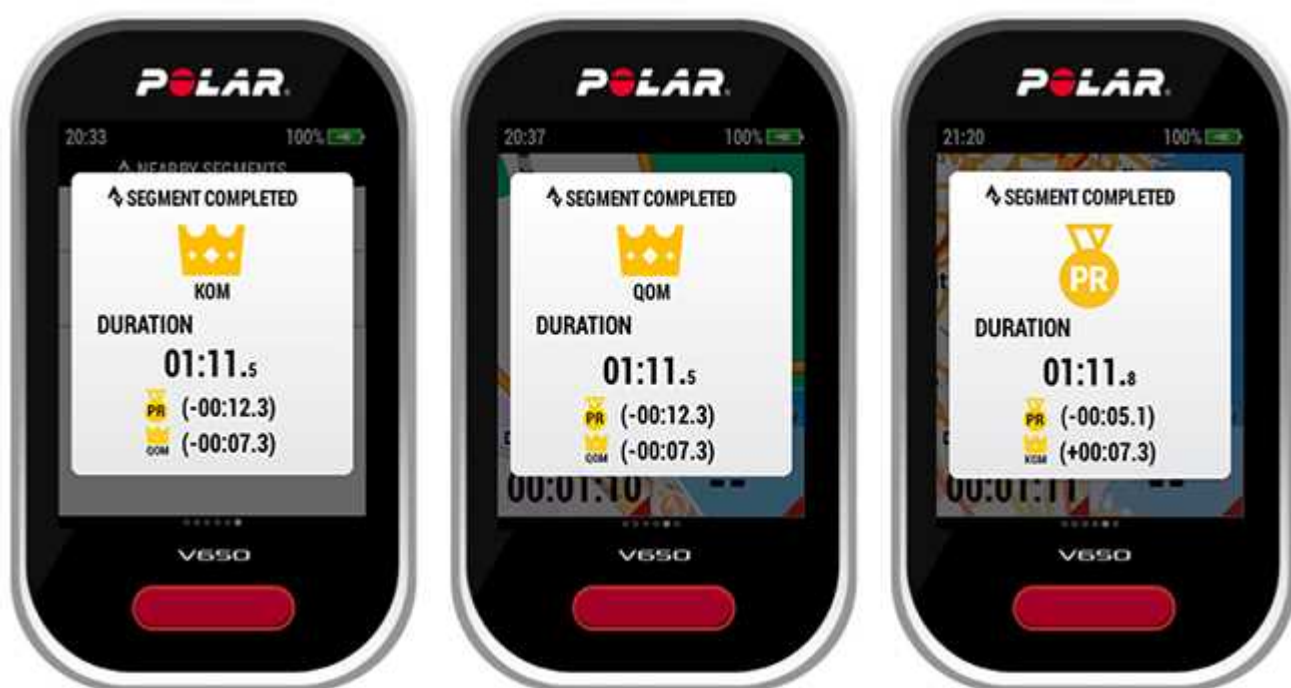 POLAR
20:33 100%
NEARBY SEGMENTS
SEGMENT COMPLETED
KOM
DURATION
01:11.5
PR (-00:12.3)
QOM (-00:07.3)
V650
POLAR
20:37 100%
SEGMENT COMPLETED
QOM
DURATION
01:11.5
PR (-00:12.3)
QOM (-00:07.3)
00:01:10
V650
POLAR
21:20 100%
SEGMENT COMPLETED
PR
DURATION
01:11.8
PR (-00:05.1)
KOM (+00:07.3)
00:01:11
V650